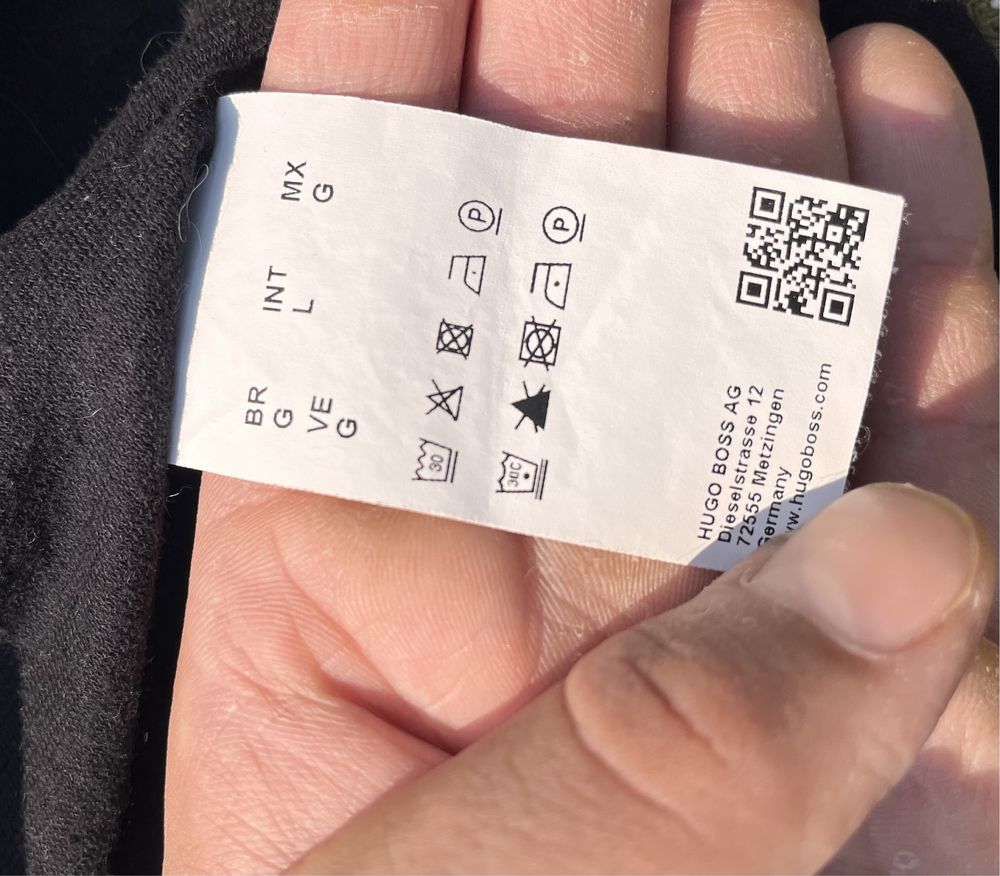 BR
G
VE
G
INT
L
MX
G
30
P
30C
P
HUGO BOSS AG
Dieselstrasse 12
72555 Metzingen
Germany
www.hugoboss.com